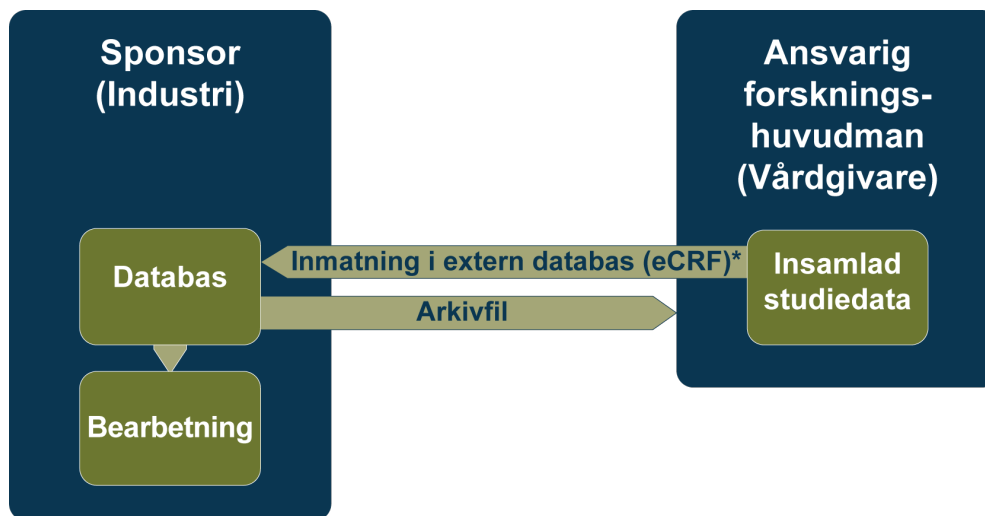 Sponsor
(Industri)
Ansvarig
forsknings-
huvudman
(Vårdgivare)
Databas
Inmatning i extern databas (eCRF)*
Insamlad
studiedata
Arkivfil
Bearbetning